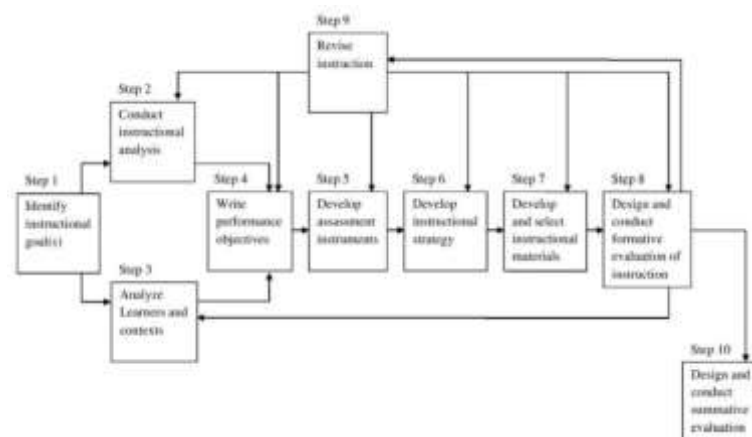 Step 9
Revise
instruction
Step 2
Conduct
instructional
analysis
Step 1
Identify
instructional
goal(s)
Step 4
Write
performance
objectives
Step 5
Develop
assessment
instruments
Step 6
Develop
instructional
strategy
Step 7
Develop
and select
instructional
materials
Step 8
Design and
conduct
formative
evaluation of
instruction
Step 3
Analyze
Learners and
contexts
Step 10
Design and
conduct
summative
evaluation